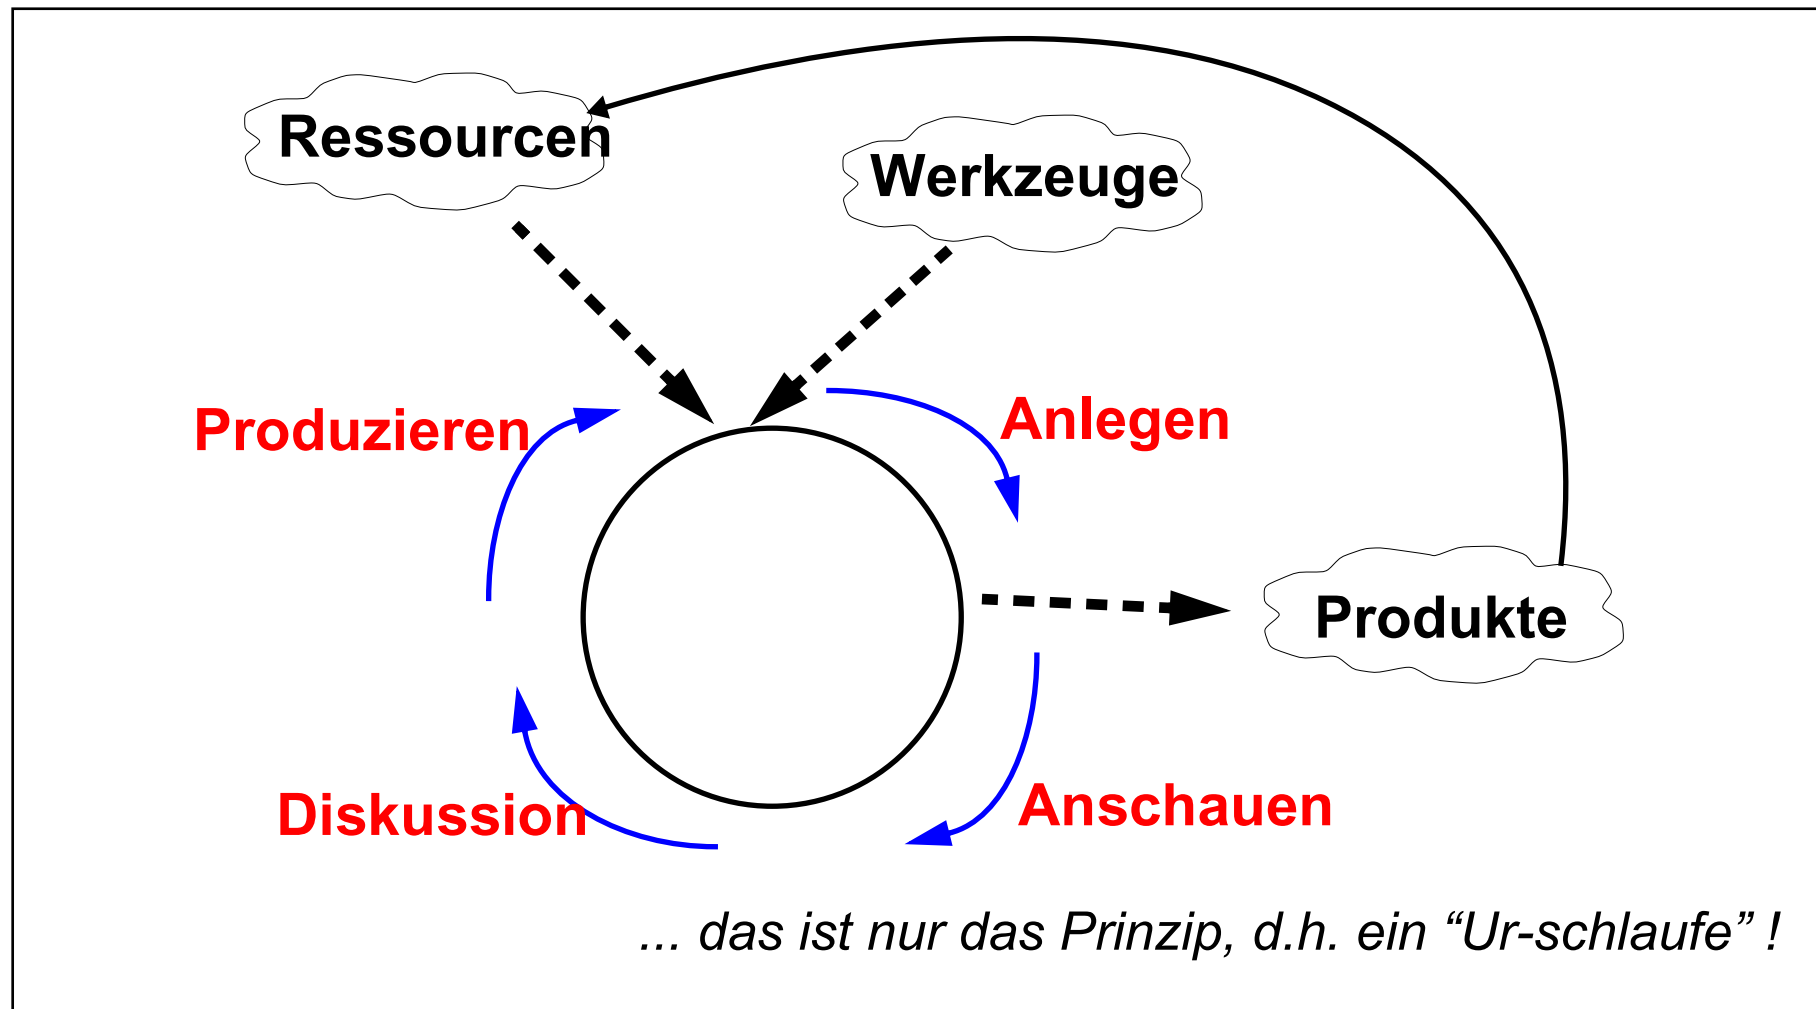 Ressourcen
Werkzeuge
Produzieren
Anlegen
Produkte
Diskussion
Anschauen
... das ist nur das Prinzip, d.h. ein “Ur-schlaufe” !